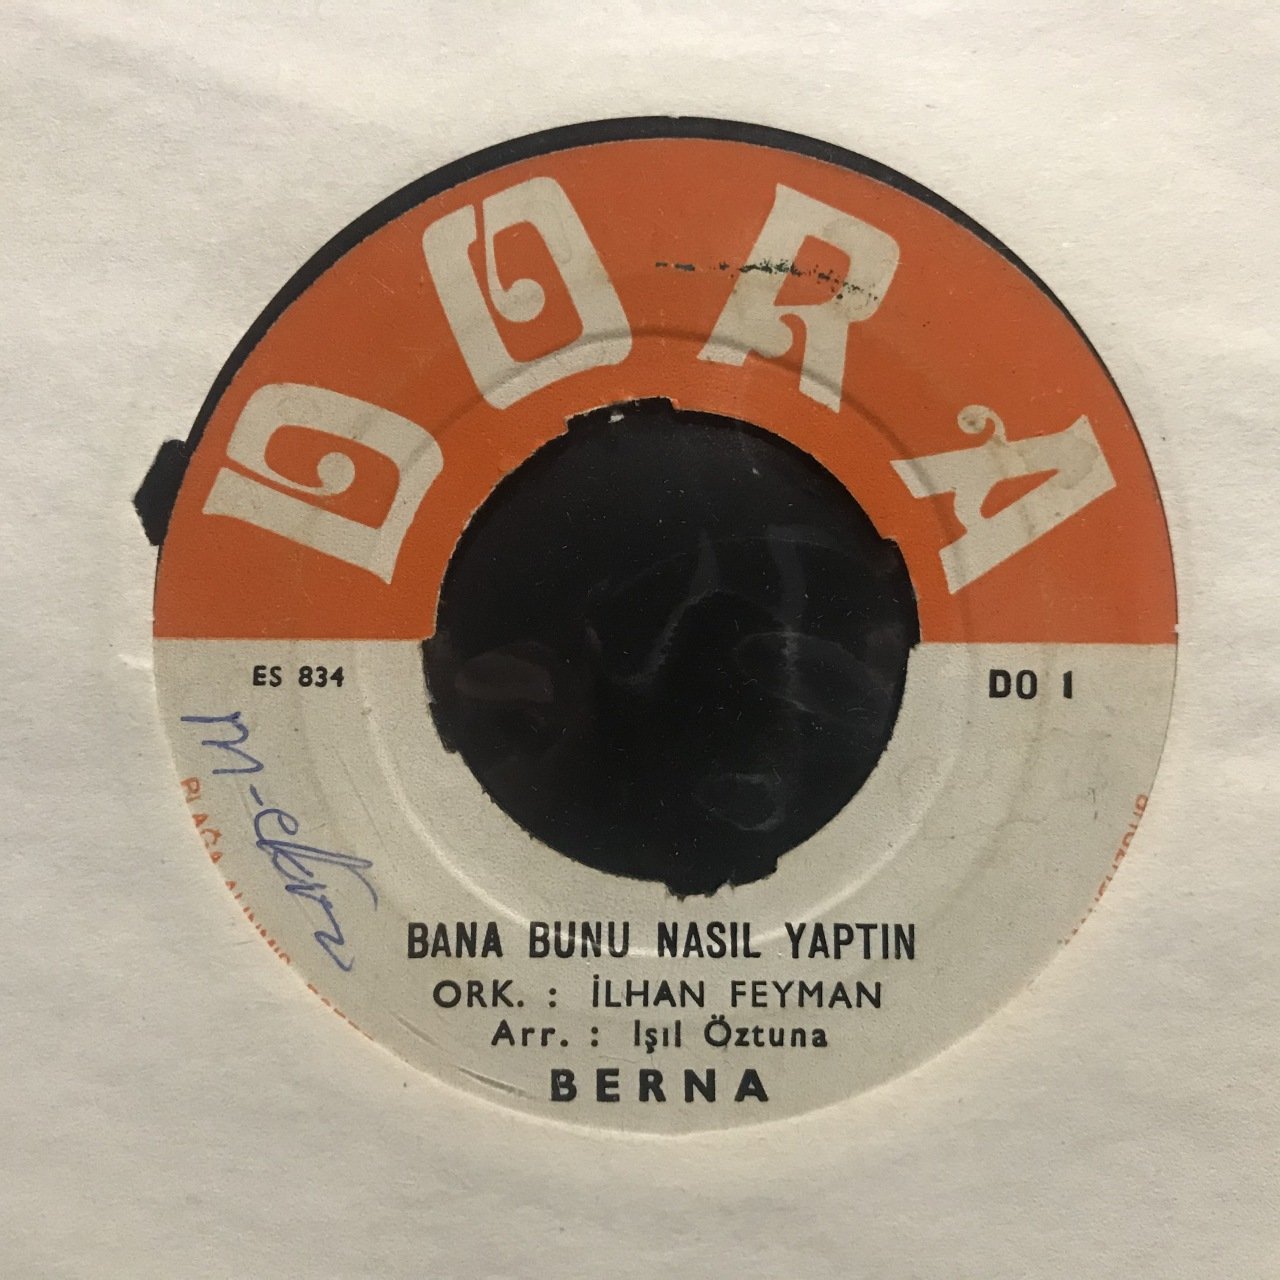 DORA
ES 834
DO 1
BANA BUNU NASIL YAPTIN
ORK. : İLHAN FEYMAN
Arr. : Işıl Öztuna
BERNA